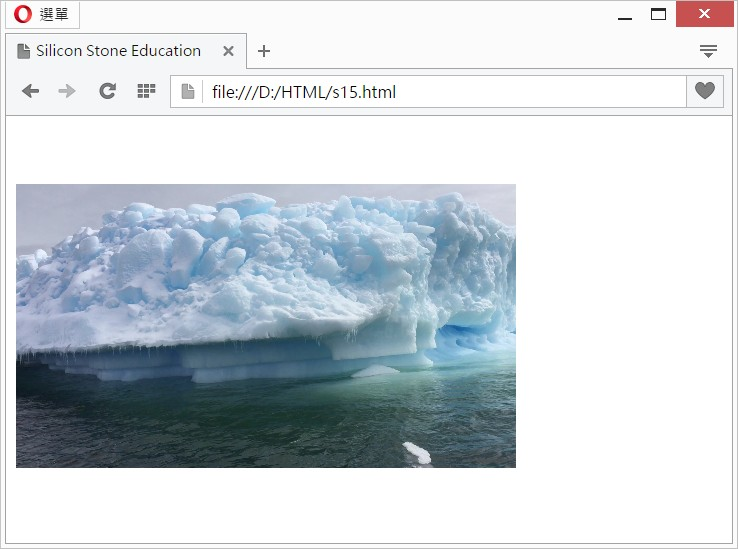 選單
Silicon Stone Education
file:///D:/HTML/s15.html